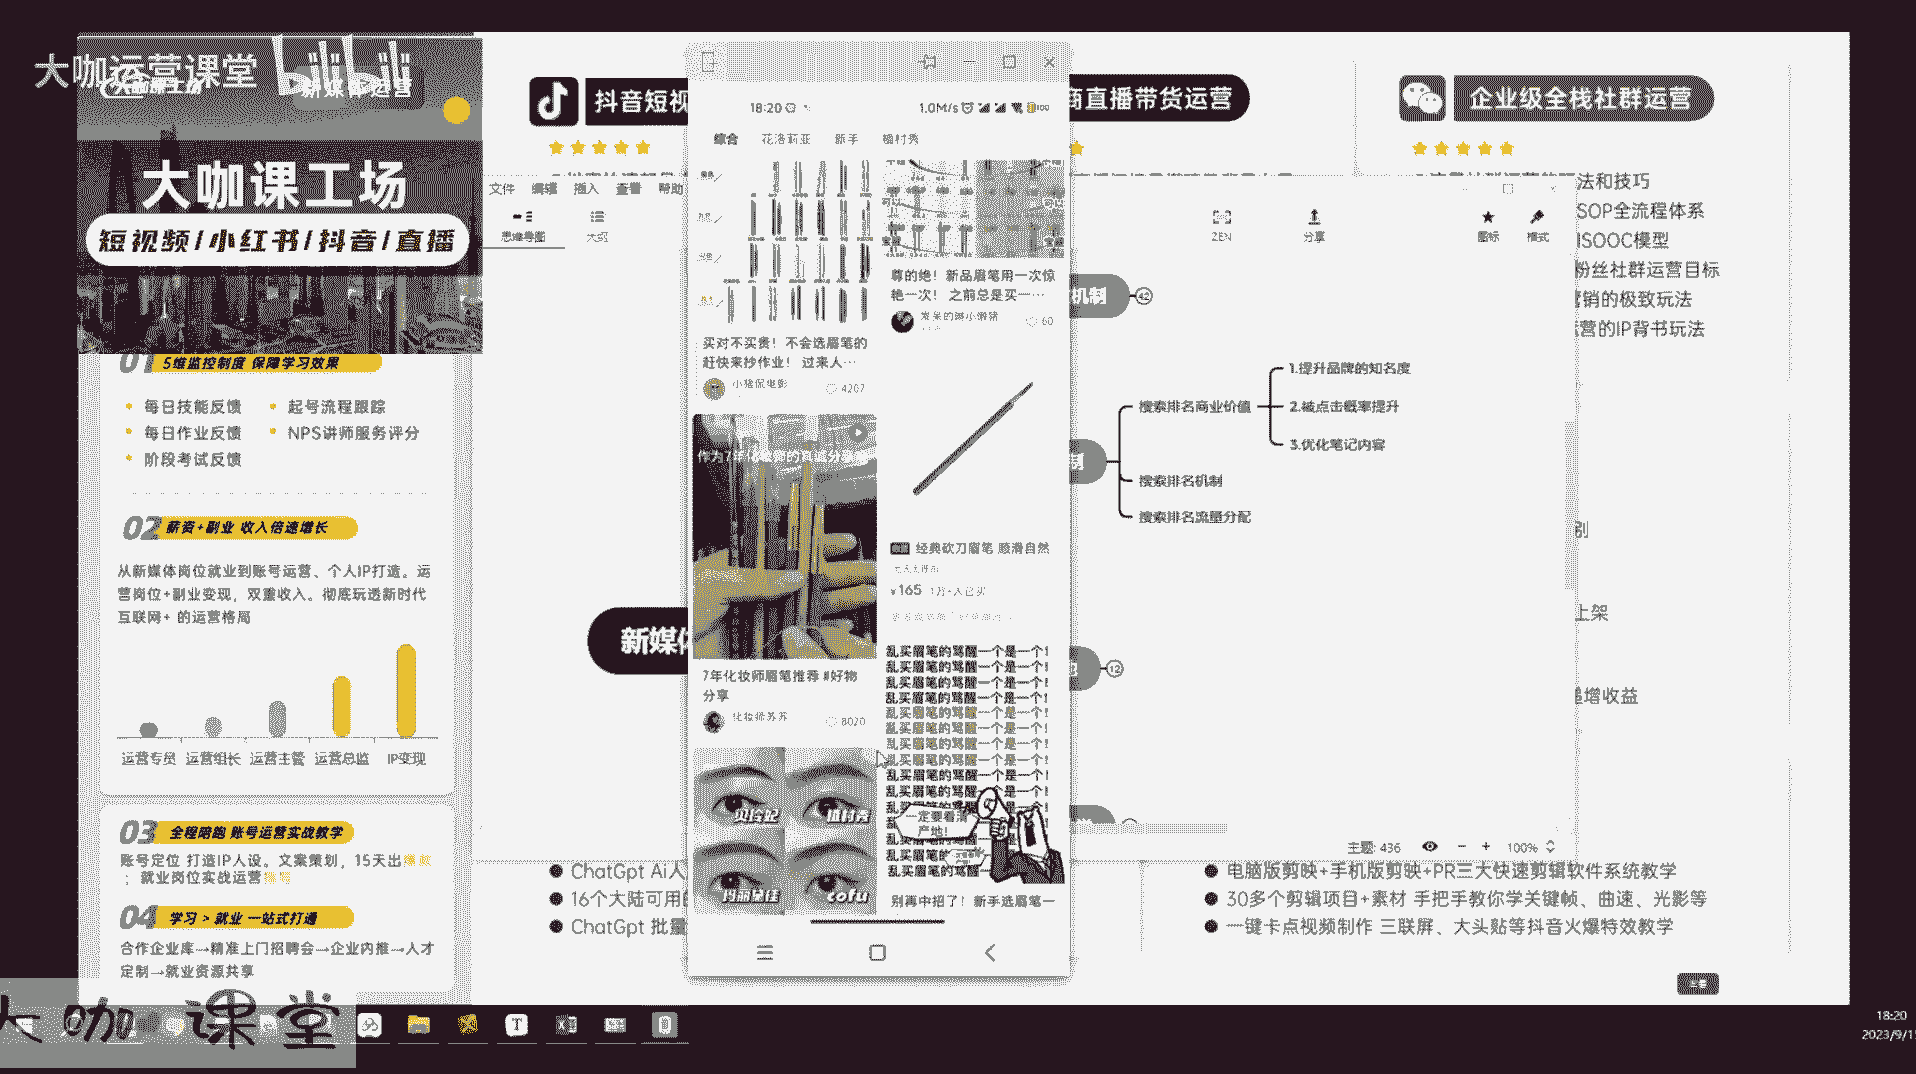 大咖运营课堂
bilibili
新媒体运营
大咖课工场
短视频/小红书/抖音/直播
01 5维监控制度 保障学习效果
每日技能反馈
起号流程跟踪
每日作业反馈
NPS讲师服务评分
阶段考试反馈
02 薪资+副业 收入倍速增长
从新媒体岗位就业到账号运营、个人IP打造。运
营岗位+副业变现，双重收入。彻底玩透新时代
互联网+ 的运营格局
运营专员 运营组长 运营主管 运营总监 IP变现
03 全程陪跑 账号运营实战教学
账号定位 打造IP人设。文案策划，15天出爆款
；就业岗位实战运营
04 学习 > 就业 一站式打通
合作企业库→精准上门招聘会→企业内推→人才
定制→就业资源共享
抖音短视
商直播带货运营
企业级全栈社群运营
文件 编辑 插入 查看 帮助
思维导图
大纲
ZEN
分享
图标
格式
法和技巧
SOP全流程体系
ISOOC模型
粉丝社群运营目标
营销的极致玩法
运营的IP背书玩法
别
上架
递增收益
新媒体
机制
42
制
搜索排名商业价值
1.提升品牌的知名度
2.被点击概率提升
3.优化笔记内容
搜索排名机制
搜索排名流量分配
12
主题: 436
100%
18:20
1.0M/s
100
综合 花洛莉亚 新手 植村秀
买对不买贵！不会选眉笔的
赶快来抄作业！ 过来人…
小猪侃电影
4207
尊的绝！新品眉笔用一次惊
艳一次！ 之前总是买一…
60
作为7年化妆师的真诚分享
7年化妆师眉笔推荐 #好物
分享
化妆师苏苏
8020
经典砍刀眉笔 顺滑自然
¥165 1万+人已买
乱买眉笔的骂醒一个是一个!
乱买眉笔的骂醒一个是一个!
乱买眉笔的骂醒一个是一个!
乱买眉笔的骂醒一个是一个!
乱买眉笔的骂醒一个是一个!
乱买眉笔的骂醒一个是一个!
乱买眉笔的骂醒一个是一个!
乱买眉笔的骂醒一个是一个!
乱买眉笔的骂醒一个是一个!
一定要看清
产地!
别再中招了！新手选眉笔一
植村秀
玛丽黛佳
cofu
ChatGpt Ai人
16个大陆可用的
ChatGpt 批量
电脑版剪映+手机版剪映+PR三大快速剪辑软件系统教学
30多个剪辑项目+素材 手把手教你学关键帧、曲速、光影等
一键卡点视频制作 三联屏、大头贴等抖音火爆特效教学
大咖课堂
18:20
2023/9/1